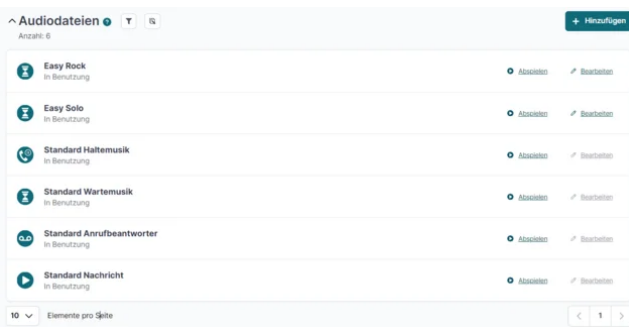 Audiodateien ?
Hinzufügen
Anzahl: 6
Easy Rock
In Benutzung
Abspielen
Bearbeiten
Easy Solo
In Benutzung
Abspielen
Bearbeiten
Standard Haltemusik
In Benutzung
Abspielen
Bearbeiten
Standard Wartemusik
In Benutzung
Abspielen
Bearbeiten
Standard Anrufbeantworter
In Benutzung
Abspielen
Bearbeiten
Standard Nachricht
In Benutzung
Abspielen
Bearbeiten
10 Elemente pro Seite
1